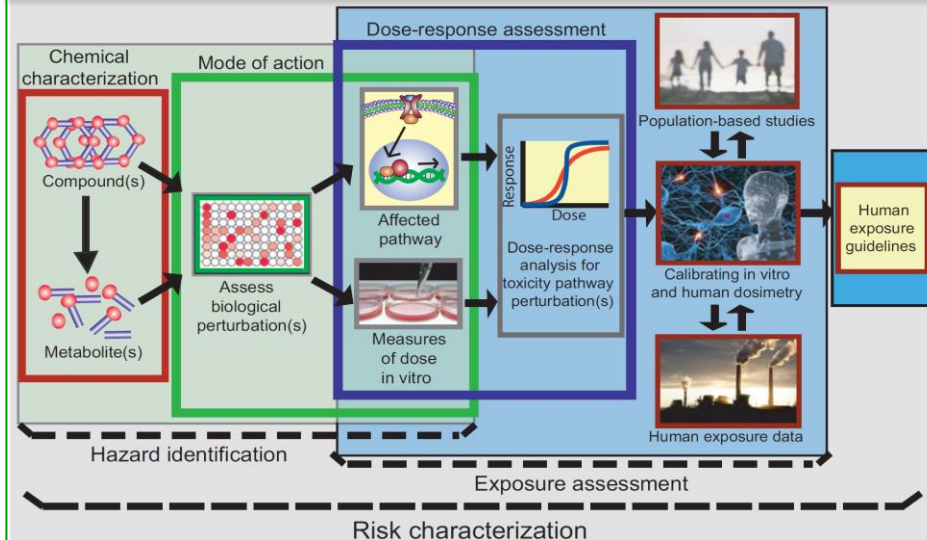 Dose-response assessment
Chemical
characterization
Mode of action
Compound(s)
Metabolite(s)
Assess
biological
perturbation(s)
Affected
pathway
Measures
of dose
in vitro
Response
Dose
Dose-response
analysis for
toxicity pathway
perturbation(s)
Population-based studies
Calibrating in vitro
and human dosimetry
Human exposure data
Human
exposure
guidelines
Hazard identification
Exposure assessment
Risk characterization